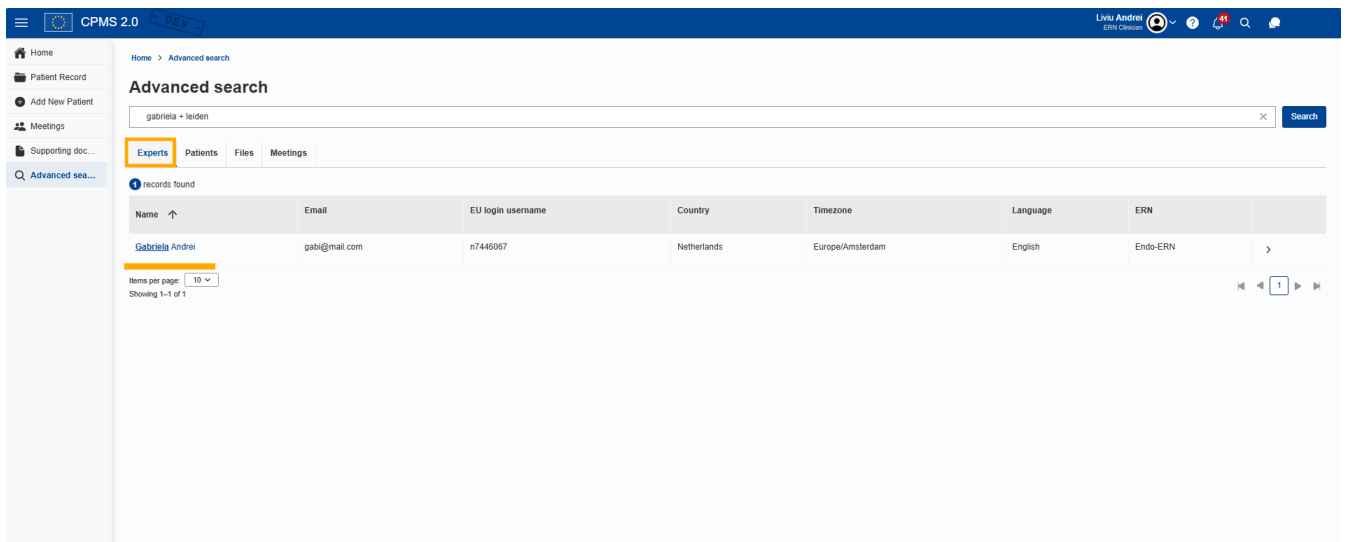 CPMS 2.0 DEV
Liviu Andrei
ERN Clinician
41
Home
Patient Record
Add New Patient
Meetings
Supporting doc...
Advanced sea...
Home > Advanced search
Advanced search
gabriela + leiden
Search
Experts Patients Files Meetings
1 records found
Name Email EU login username Country Timezone Language ERN
Gabriela Andrei gabi@mail.com n7446067 Netherlands Europe/Amsterdam English Endo-ERN
Items per page: 10
Showing 1–1 of 1
1